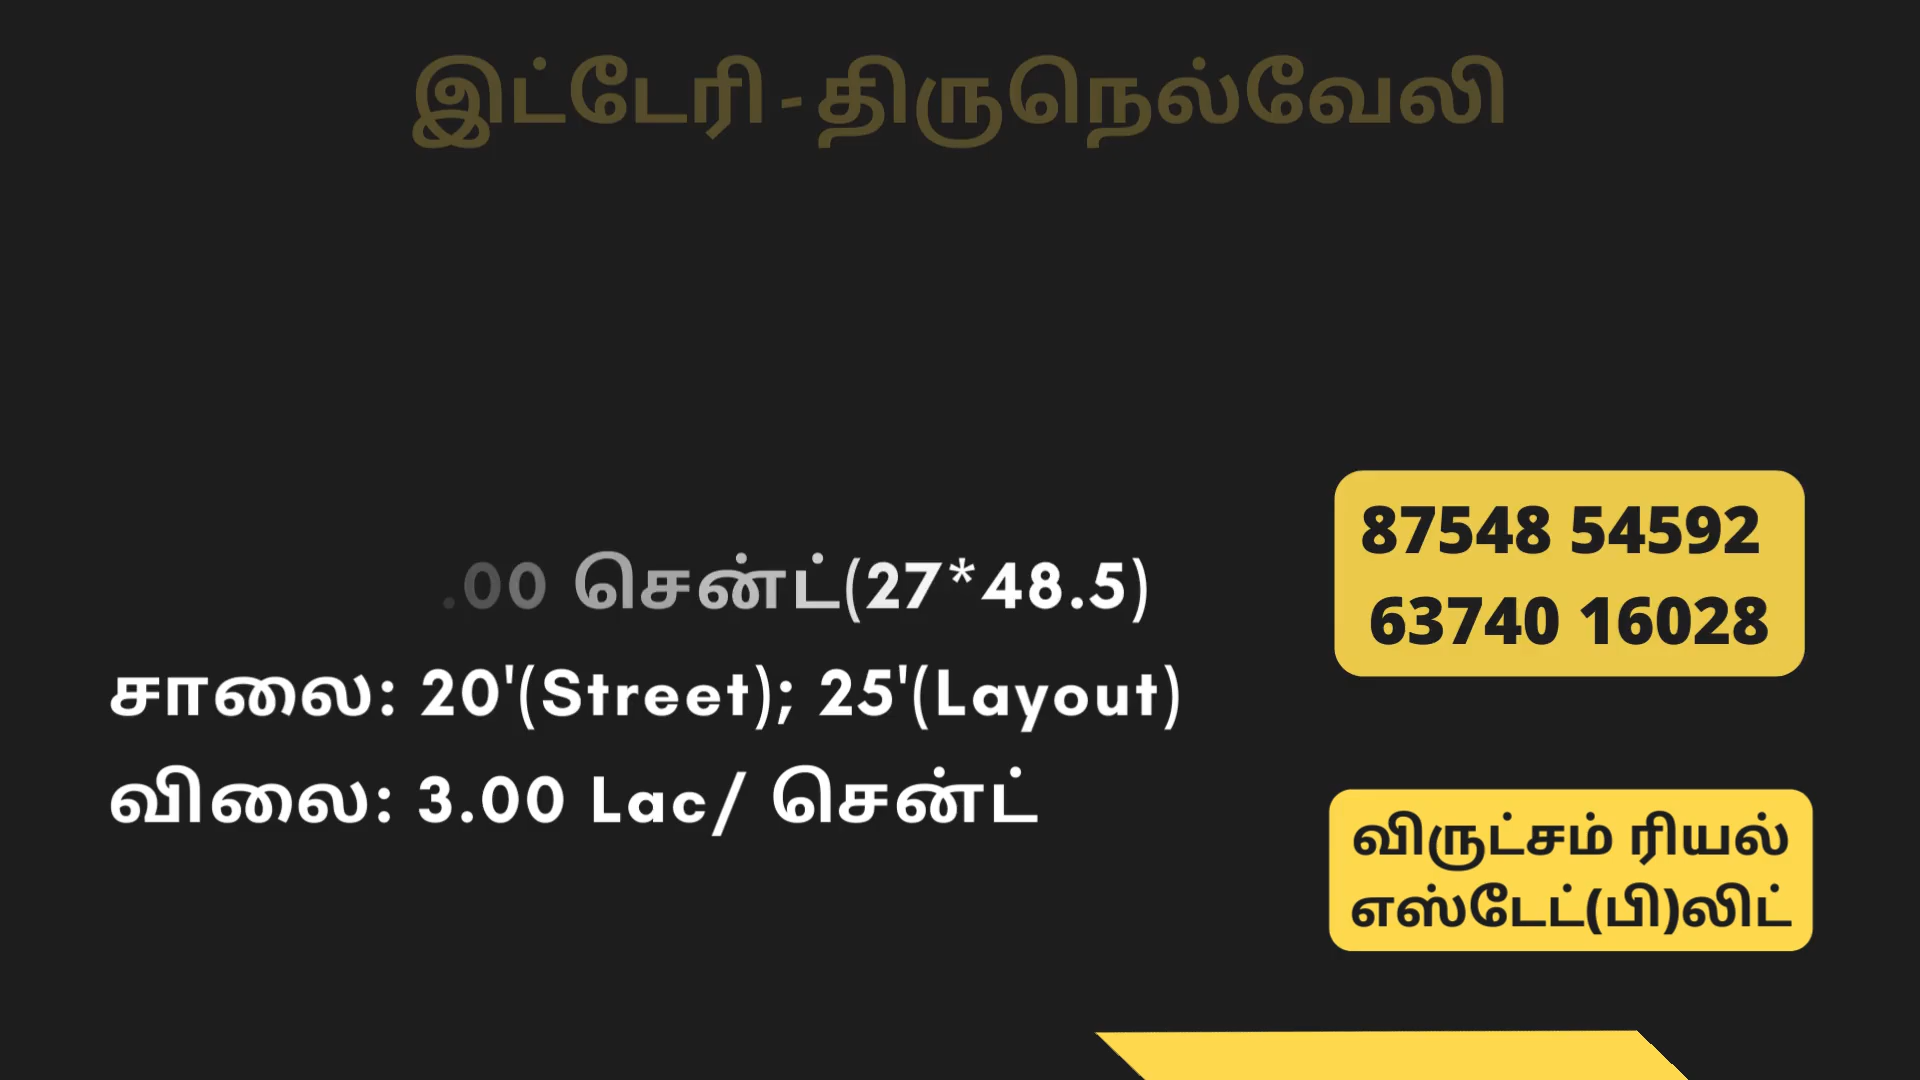 இட்டேரி - திருநெல்வேலி
.00 சென்ட்(27*48.5)
சாலை: 20'(Street); 25'(Layout)
விலை: 3.00 Lac/ சென்ட்
87548 54592
63740 16028
விருட்சம் ரியல்
எஸ்டேட்(பி)லிட்